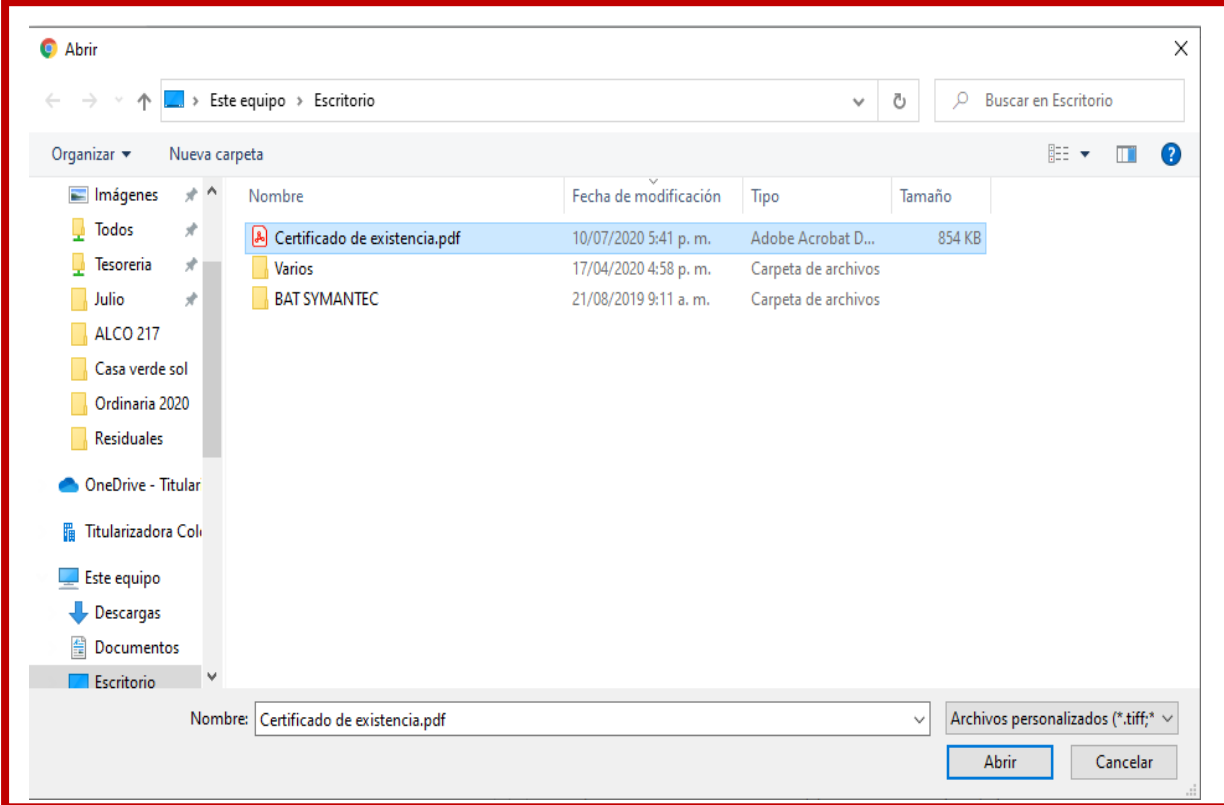 Abrir
Este equipo > Escritorio
Buscar en Escritorio
Organizar
Nueva carpeta
Imágenes
Todos
Tesoreria
Julio
ALCO 217
Casa verde sol
Ordinaria 2020
Residuales
OneDrive - Titular
Titularizadora Col
Este equipo
Descargas
Documentos
Escritorio
Nombre Fecha de modificación Tipo Tamaño
Certificado de existencia.pdf 10/07/2020 5:41 p. m. Adobe Acrobat D... 854 KB
Varios 17/04/2020 4:58 p. m. Carpeta de archivos
BAT SYMANTEC 21/08/2019 9:11 a. m. Carpeta de archivos
Nombre: Certificado de existencia.pdf
Archivos personalizados (*.tiff;*
Abrir
Cancelar